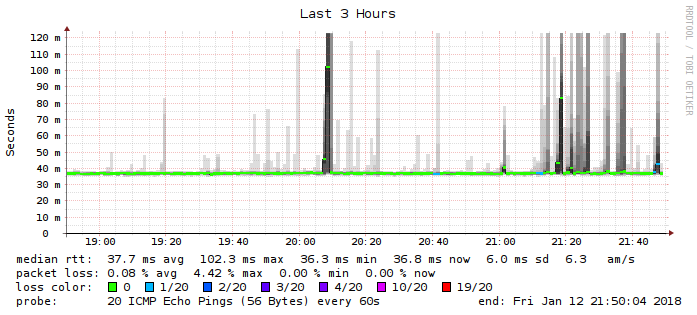 Last 3 Hours
RRDTOOL / TOBI OETIKER
Seconds
120 m
110 m
100 m
90 m
80 m
70 m
60 m
50 m
40 m
30 m
20 m
10 m
0
19:00 19:20 19:40 20:00 20:20 20:40 21:00 21:20 21:40
median rtt: 37.7 ms avg 102.3 ms max 36.3 ms min 36.8 ms now 6.0 ms sd 6.3 am/s
packet loss: 0.08 % avg 4.42 % max 0.00 % min 0.00 % now
loss color: 0 1/20 2/20 3/20 4/20 10/20 19/20
probe: 20 ICMP Echo Pings (56 Bytes) every 60s end: Fri Jan 12 21:50:04 2018